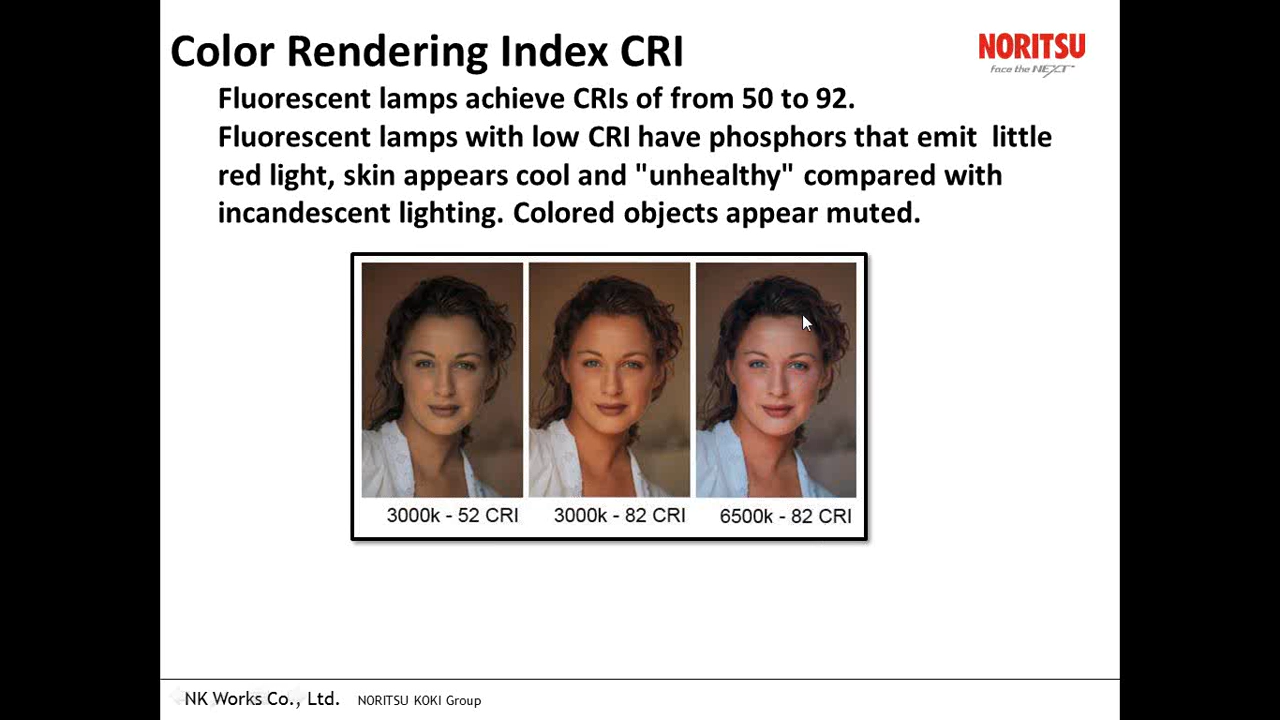 Color Rendering Index CRI
NORITSU
face the NEXT™
Fluorescent lamps achieve CRIs of from 50 to 92.
Fluorescent lamps with low CRI have phosphors that emit  little
red light, skin appears cool and "unhealthy" compared with
incandescent lighting. Colored objects appear muted.
3000k - 52 CRI
3000k - 82 CRI
6500k - 82 CRI
NK Works Co., Ltd.
NORITSU KOKI Group